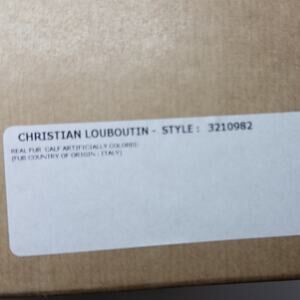 CHRISTIAN LOUBOUTIN - STYLE : 3210982
REAL FUR CALF ARTIFICIALLY COLORED
(FUR COUNTRY OF ORIGIN : ITALY)